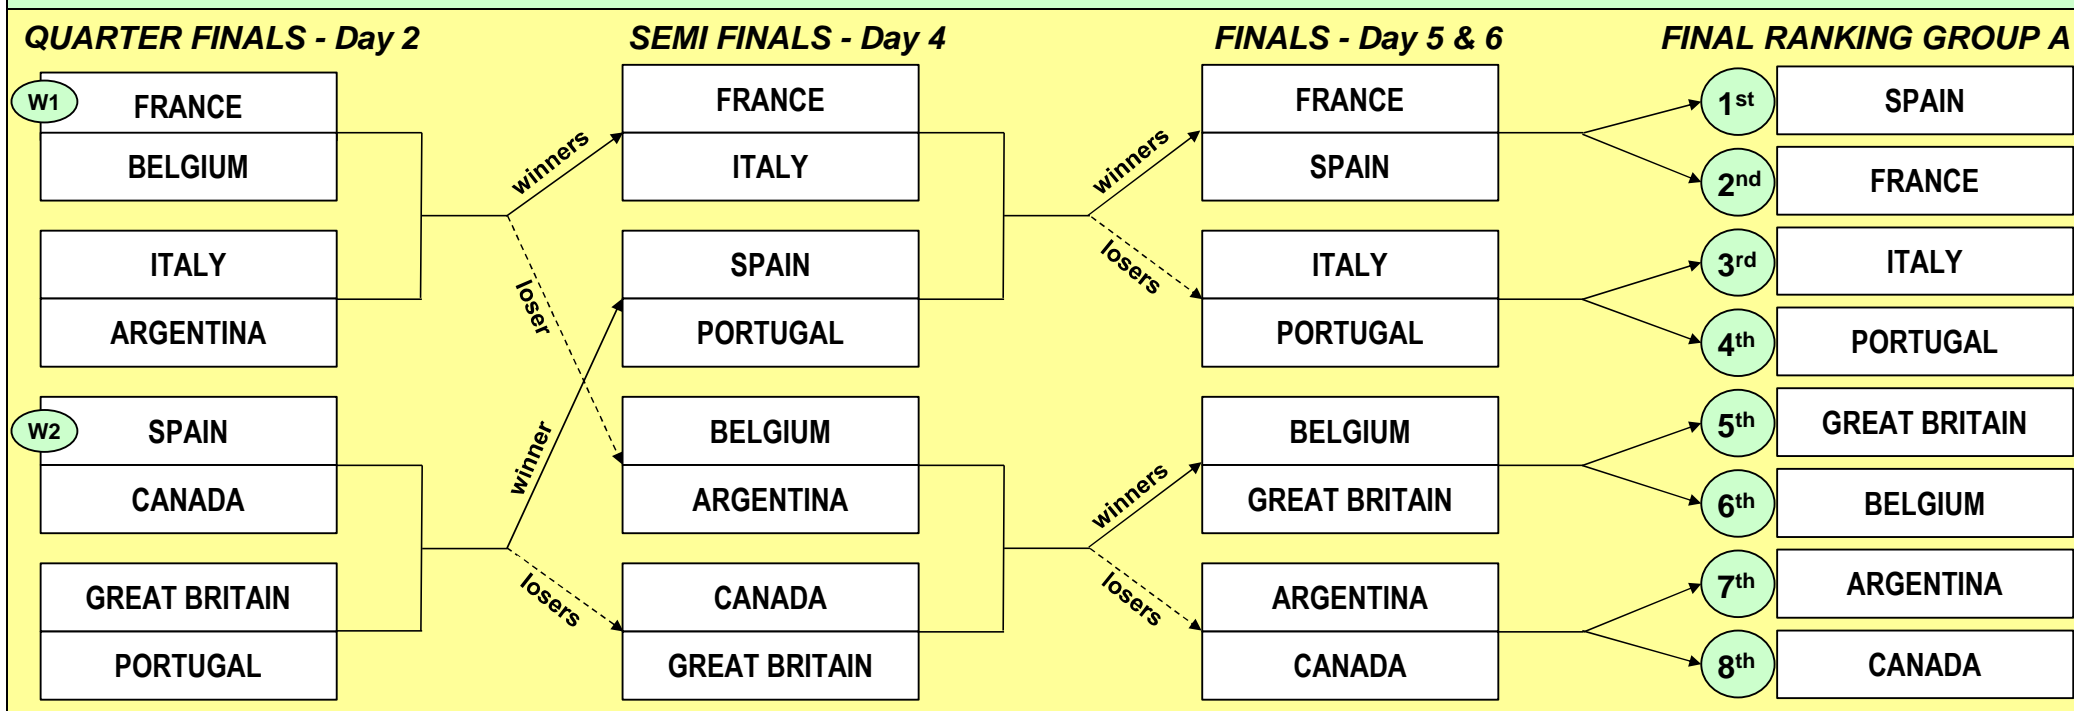 QUARTER FINALS - Day 2
SEMI FINALS - Day 4
FINALS - Day 5 & 6
FINAL RANKING GROUP A
W1
FRANCE
BELGIUM
ITALY
ARGENTINA
W2
SPAIN
CANADA
GREAT BRITAIN
PORTUGAL
winners
loser
winner
losers
FRANCE
ITALY
SPAIN
PORTUGAL
BELGIUM
ARGENTINA
CANADA
GREAT BRITAIN
winners
losers
winners
losers
FRANCE
SPAIN
ITALY
PORTUGAL
BELGIUM
GREAT BRITAIN
ARGENTINA
CANADA
1st SPAIN
2nd FRANCE
3rd ITALY
4th PORTUGAL
5th GREAT BRITAIN
6th BELGIUM
7th ARGENTINA
8th CANADA